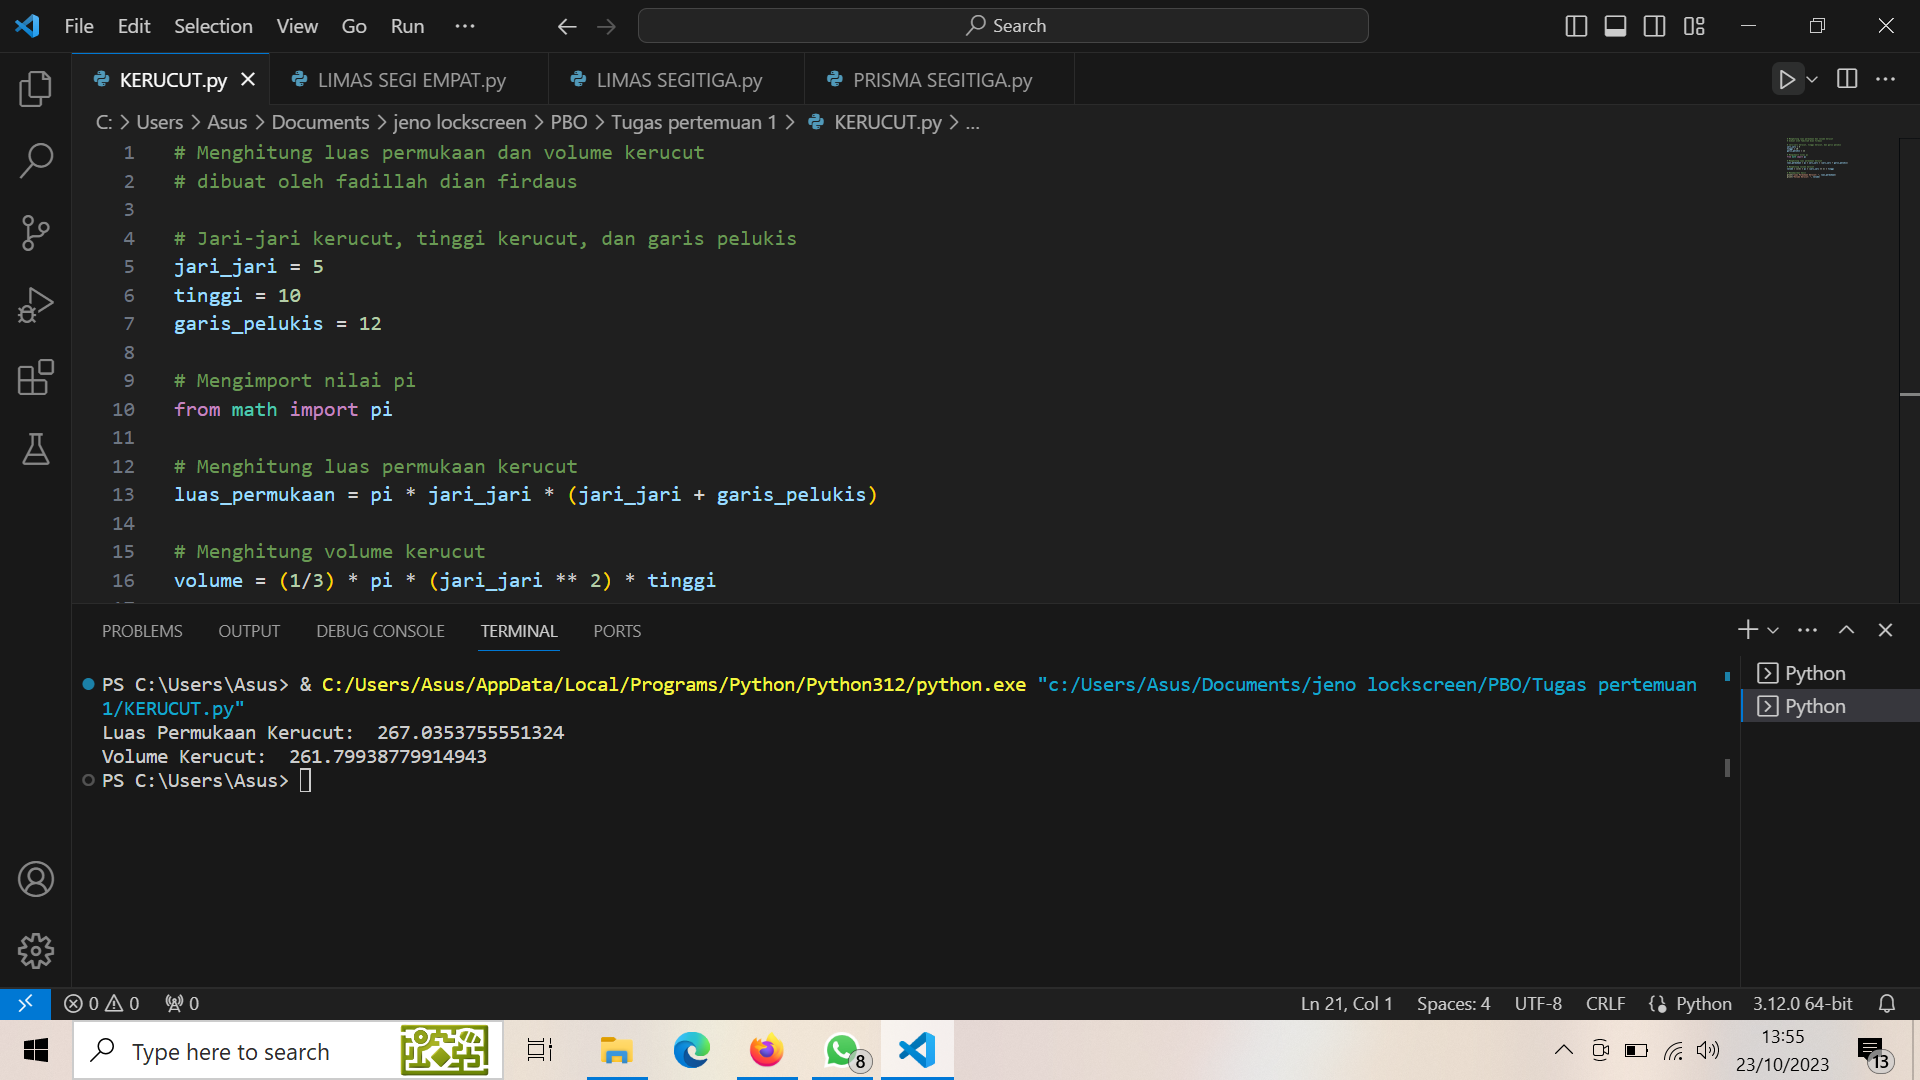 File Edit Selection View Go Run ··· Search
KERUCUT.py LIMAS SEGI EMPAT.py LIMAS SEGITIGA.py PRISMA SEGITIGA.py
C: > Users > Asus > Documents > jeno lockscreen > PBO > Tugas pertemuan 1 > KERUCUT.py > ...
1 # Menghitung luas permukaan dan volume kerucut
2 # dibuat oleh fadillah dian firdaus
3
4 # Jari-jari kerucut, tinggi kerucut, dan garis pelukis
5 jari_jari = 5
6 tinggi = 10
7 garis_pelukis = 12
8
9 # Mengimport nilai pi
10 from math import pi
11
12 # Menghitung luas permukaan kerucut
13 luas_permukaan = pi * jari_jari * (jari_jari + garis_pelukis)
14
15 # Menghitung volume kerucut
16 volume = (1/3) * pi * (jari_jari ** 2) * tinggi
PROBLEMS OUTPUT DEBUG CONSOLE TERMINAL PORTS
PS C:\Users\Asus> & C:/Users/Asus/AppData/Local/Programs/Python/Python312/python.exe "c:/Users/Asus/Documents/jeno lockscreen/PBO/Tugas pertemuan
1/KERUCUT.py"
Luas Permukaan Kerucut:  267.0353755551324
Volume Kerucut:  261.79938779914943
PS C:\Users\Asus>
Python
Python
0 0 0 Ln 21, Col 1 Spaces: 4 UTF-8 CRLF {} Python 3.12.0 64-bit
Type here to search 8 13:55
23/10/2023 13